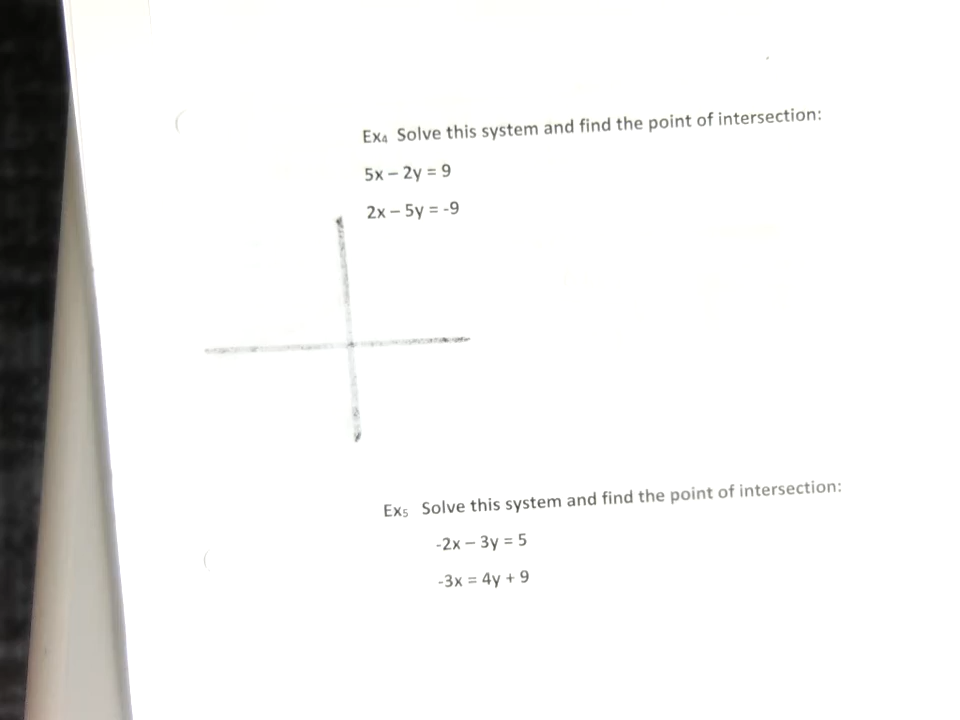 Ex4 Solve this system and find the point of intersection:
5x – 2y = 9
2x – 5y = -9
Ex5 Solve this system and find the point of intersection:
-2x – 3y = 5
-3x = 4y + 9